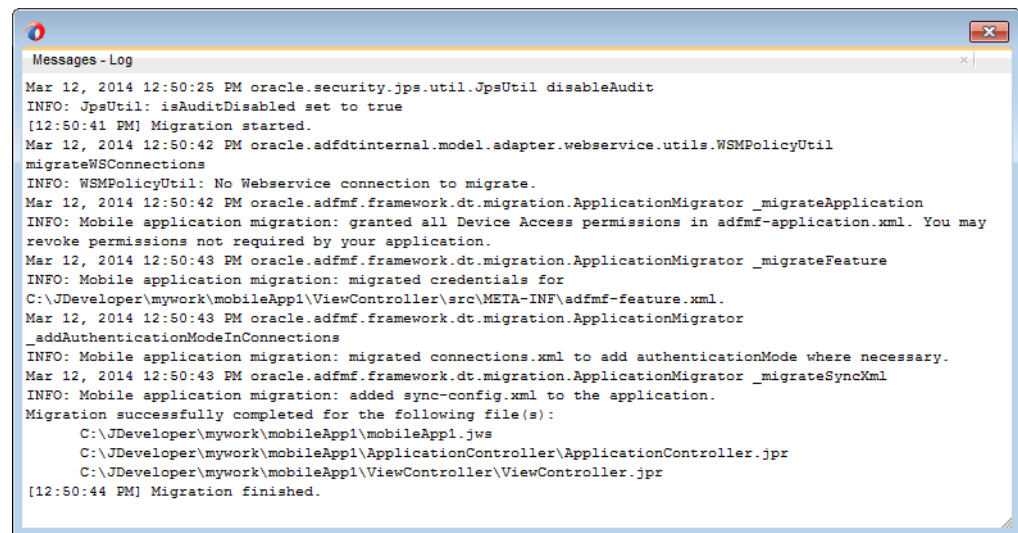 Messages - Log
Mar 12, 2014 12:50:25 PM oracle.security.jps.util.JpsUtil disableAudit
INFO: JpsUtil: isAuditDisabled set to true
[12:50:41 PM] Migration started.
Mar 12, 2014 12:50:42 PM oracle.adfdtinternal.model.adapter.webservice.utils.WSMPolicyUtil
migrateWSConnections
INFO: WSMPolicyUtil: No Webservice connection to migrate.
Mar 12, 2014 12:50:42 PM oracle.adfmf.framework.dt.migration.ApplicationMigrator _migrateApplication
INFO: Mobile application migration: granted all Device Access permissions in adfmf-application.xml. You may
revoke permissions not required by your application.
Mar 12, 2014 12:50:43 PM oracle.adfmf.framework.dt.migration.ApplicationMigrator _migrateFeature
INFO: Mobile application migration: migrated credentials for
C:\JDeveloper\mywork\mobileApp1\ViewController\src\META-INF\adfmf-feature.xml.
Mar 12, 2014 12:50:43 PM oracle.adfmf.framework.dt.migration.ApplicationMigrator
_addAuthenticationModeInConnections
INFO: Mobile application migration: migrated connections.xml to add authenticationMode where necessary.
Mar 12, 2014 12:50:43 PM oracle.adfmf.framework.dt.migration.ApplicationMigrator _migrateSyncXml
INFO: Mobile application migration: added sync-config.xml to the application.
Migration successfully completed for the following file(s):
C:\JDeveloper\mywork\mobileApp1\mobileApp1.jws
C:\JDeveloper\mywork\mobileApp1\ApplicationController\ApplicationController.jpr
C:\JDeveloper\mywork\mobileApp1\ViewController\ViewController.jpr
[12:50:44 PM] Migration finished.